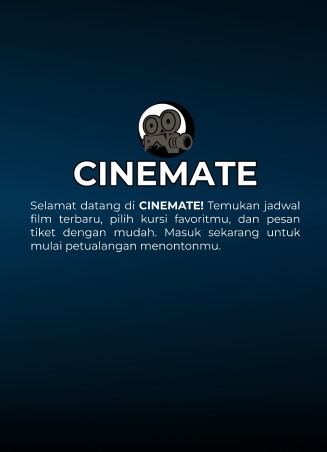 CINEMATE
Selamat datang di CINEMATE! Temukan jadwal
film terbaru, pilih kursi favoritmu, dan pesan
tiket dengan mudah. Masuk sekarang untuk
mulai petualangan menontonmu.